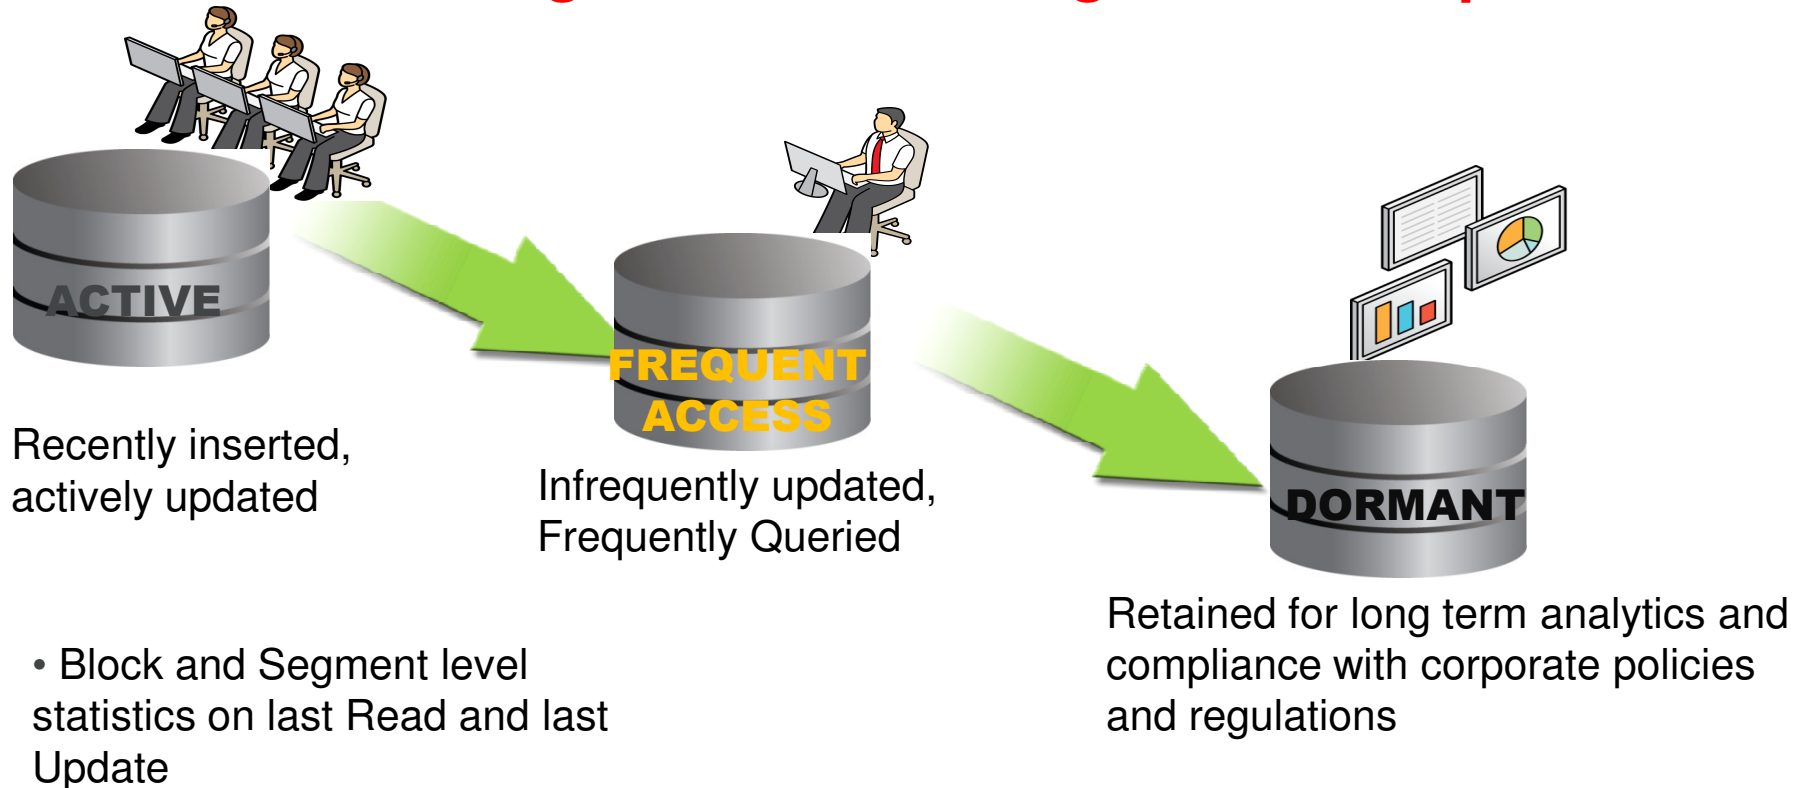 ACTIVE
Recently inserted,
actively updated
FREQUENT
ACCESS
Infrequently updated,
Frequently Queried
DORMANT
Retained for long term analytics and
compliance with corporate policies
and regulations
• Block and Segment level
statistics on last Read and last
Update